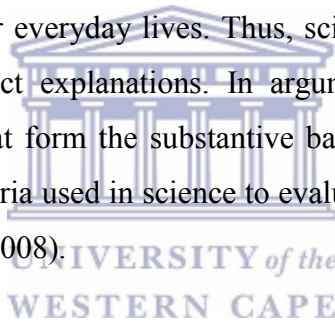 r everyday lives. Thus, sci
ct explanations. In argun
at form the substantive ba
ria used in science to evalu
008).
UNIVERSITY of the
WESTERN CAPE